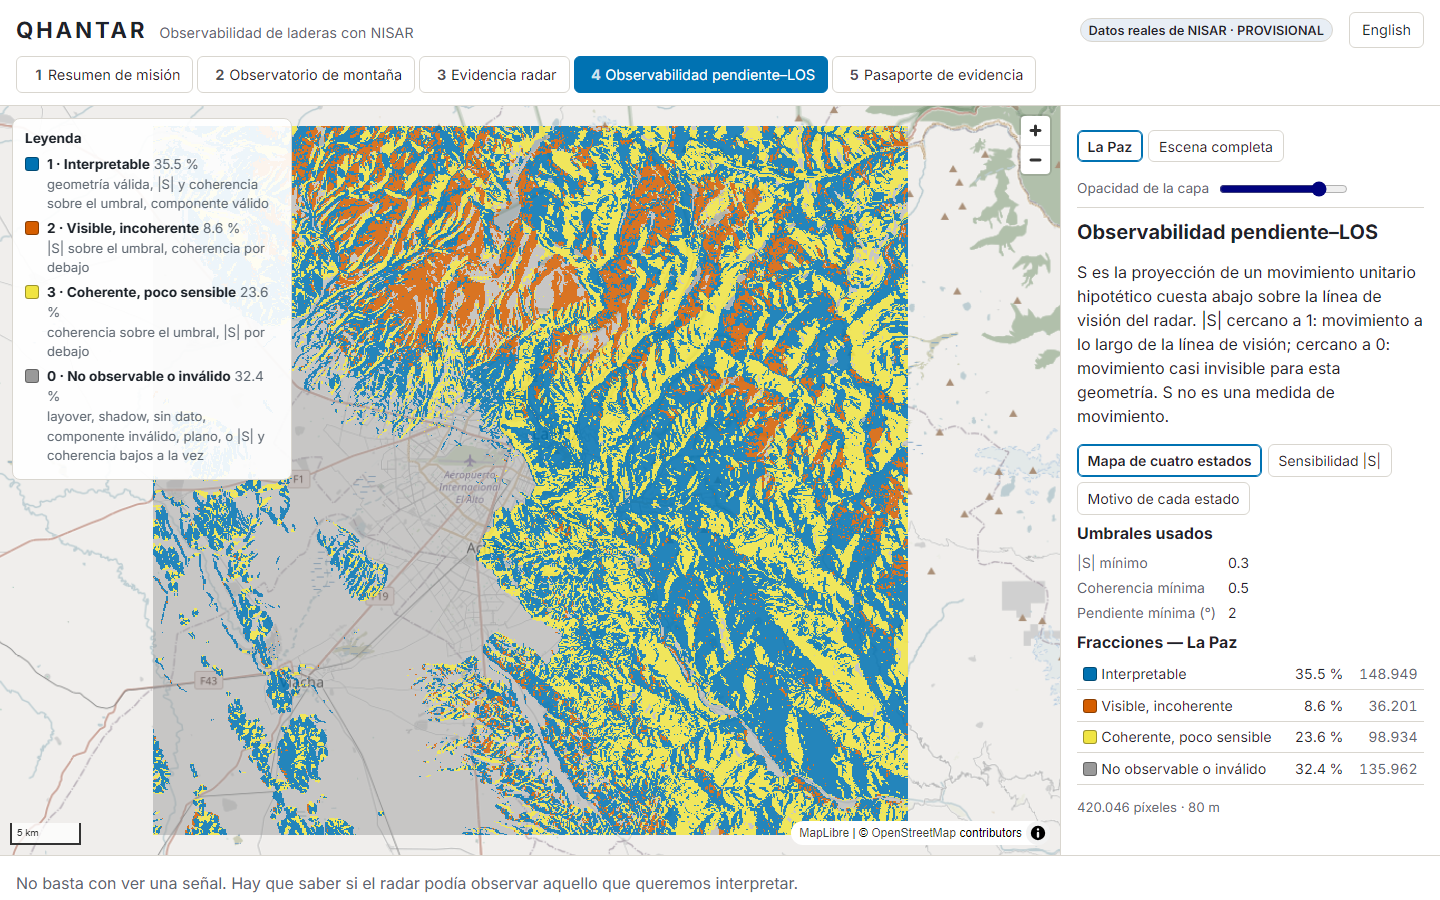 QHANTAR Observabilidad de laderas con NISAR
Datos reales de NISAR · PROVISIONAL
English
1 Resumen de misión
2 Observatorio de montaña
3 Evidencia radar
4 Observabilidad pendiente–LOS
5 Pasaporte de evidencia
Leyenda
1 · Interpretable 35.5 %
geometría válida, |S| y coherencia
sobre el umbral, componente válido
2 · Visible, incoherente 8.6 %
|S| sobre el umbral, coherencia por
debajo
3 · Coherente, poco sensible 23.6
%
coherencia sobre el umbral, |S| por
debajo
0 · No observable o inválido 32.4
%
layover, shadow, sin dato,
componente inválido, plano, o |S| y
coherencia bajos a la vez
Aeropuerto
Internacional
El Alto
F43
5 km
MapLibre | © OpenStreetMap contributors
La Paz
Escena completa
Opacidad de la capa
Observabilidad pendiente–LOS
S es la proyección de un movimiento unitario
hipotético cuesta abajo sobre la línea de
visión del radar. |S| cercano a 1: movimiento a
lo largo de la línea de visión; cercano a 0:
movimiento casi invisible para esta
geometría. S no es una medida de
movimiento.
Mapa de cuatro estados
Sensibilidad |S|
Motivo de cada estado
Umbrales usados
|S| mínimo 0.3
Coherencia mínima 0.5
Pendiente mínima (°) 2
Fracciones — La Paz
Interpretable 35.5 % 148.949
Visible, incoherente 8.6 % 36.201
Coherente, poco sensible 23.6 % 98.934
No observable o inválido 32.4 % 135.962
420.046 píxeles · 80 m
No basta con ver una señal. Hay que saber si el radar podía observar aquello que queremos interpretar.